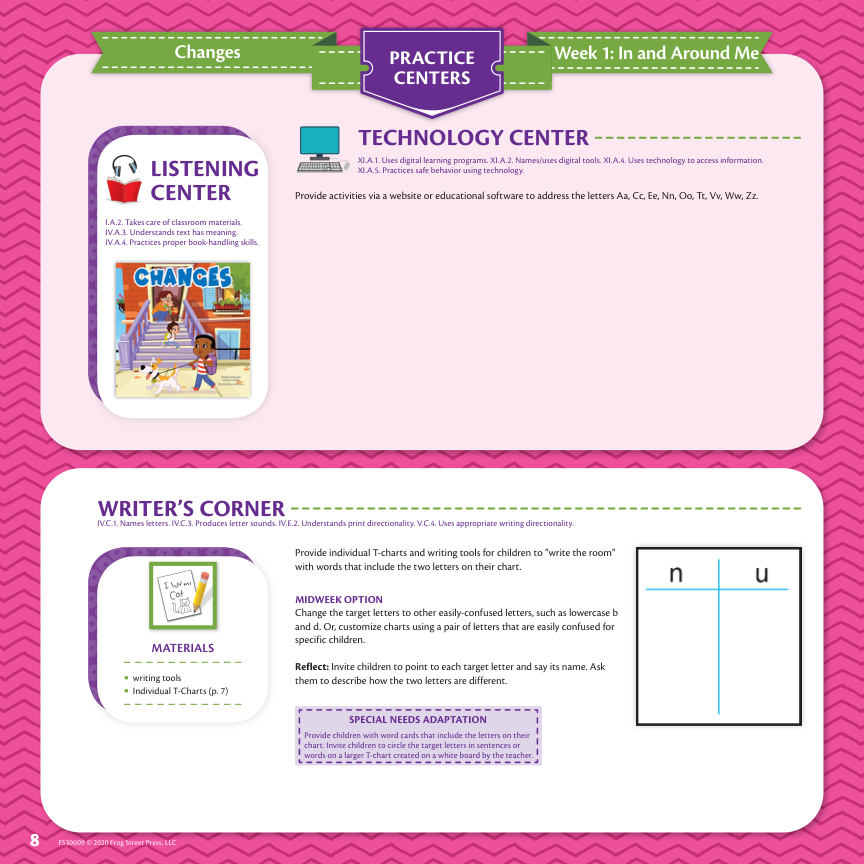 Changes
PRACTICE
CENTERS
Week 1: In and Around Me
LISTENING
CENTER
I.A.2. Takes care of classroom materials.
IV.A.3. Understands text has meaning.
IV.A.4. Practices proper book-handling skills.
CHANGES
TECHNOLOGY CENTER
XI.A.1. Uses digital learning programs. XI.A.2. Names/uses digital tools. XI.A.4. Uses technology to access information.
XI.A.5. Practices safe behavior using technology.
Provide activities via a website or educational software to address the letters Aa, Cc, Ee, Nn, Oo, Tt, Vv, Ww, Zz.
WRITER'S CORNER
IV.C.1. Names letters. IV.C.3. Produces letter sounds. IV.E.2. Understands print directionality. V.C.4. Uses appropriate writing directionality.
Cat
MATERIALS
• writing tools
• Individual T-Charts (p. 7)
Provide individual T-charts and writing tools for children to "write the room"
with words that include the two letters on their chart.
MIDWEEK OPTION
Change the target letters to other easily-confused letters, such as lowercase b
and d. Or, customize charts using a pair of letters that are easily confused for
specific children.
Reflect: Invite children to point to each target letter and say its name. Ask
them to describe how the two letters are different.
SPECIAL NEEDS ADAPTATION
Provide children with word cards that include the letters on their
chart. Invite children to circle the target letters in sentences or
words on a larger T-chart created on a white board by the teacher.
n u
8 FS30009 © 2020 Frog Street Press, LLC